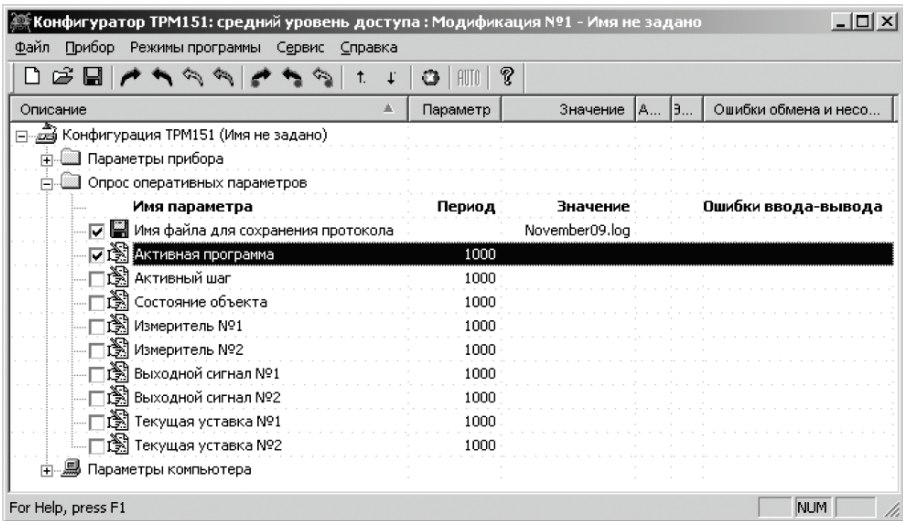 Конфигуратор ТРМ151: средний уровень доступа : Модификация №1 - Имя не задано
Файл Прибор Режимы программы Сервис Справка
AUTO
Описание Параметр Значение А... Э... Ошибки обмена и несо...
Конфигурация ТРМ151 (Имя не задано)
Параметры прибора
Опрос оперативных параметров
Имя параметра Период Значение Ошибки ввода-вывода
Имя файла для сохранения протокола November09.log
Активная программа 1000
Активный шаг 1000
Состояние объекта 1000
Измеритель №1 1000
Измеритель №2 1000
Выходной сигнал №1 1000
Выходной сигнал №2 1000
Текущая уставка №1 1000
Текущая уставка №2 1000
Параметры компьютера
For Help, press F1 NUM